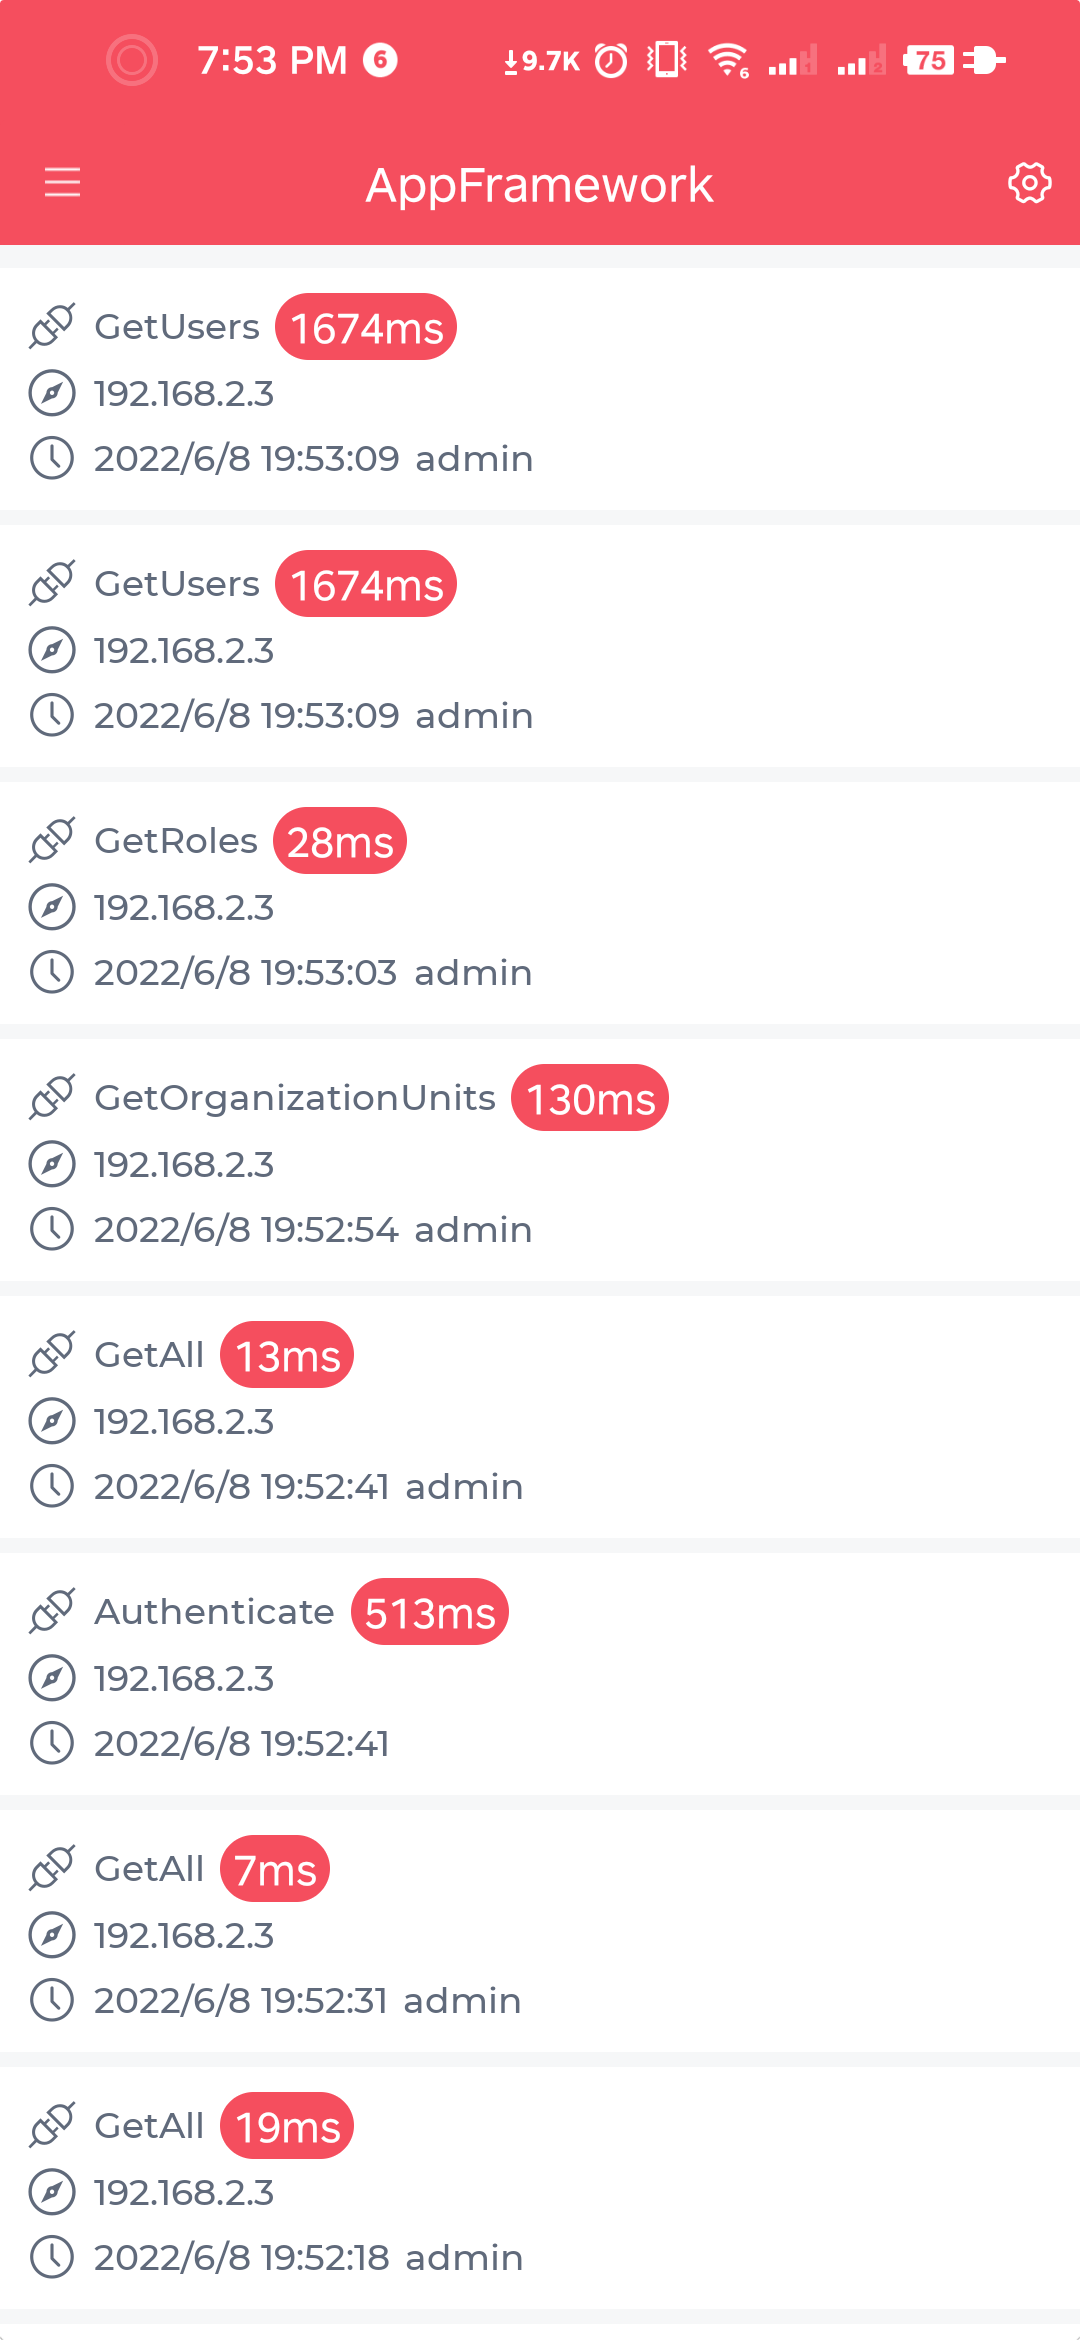 7:53 PM 6 9.7K 6 1 2 75
AppFramework
GetUsers 1674ms
192.168.2.3
2022/6/8 19:53:09 admin
GetUsers 1674ms
192.168.2.3
2022/6/8 19:53:09 admin
GetRoles 28ms
192.168.2.3
2022/6/8 19:53:03 admin
GetOrganizationUnits 130ms
192.168.2.3
2022/6/8 19:52:54 admin
GetAll 13ms
192.168.2.3
2022/6/8 19:52:41 admin
Authenticate 513ms
192.168.2.3
2022/6/8 19:52:41
GetAll 7ms
192.168.2.3
2022/6/8 19:52:31 admin
GetAll 19ms
192.168.2.3
2022/6/8 19:52:18 admin